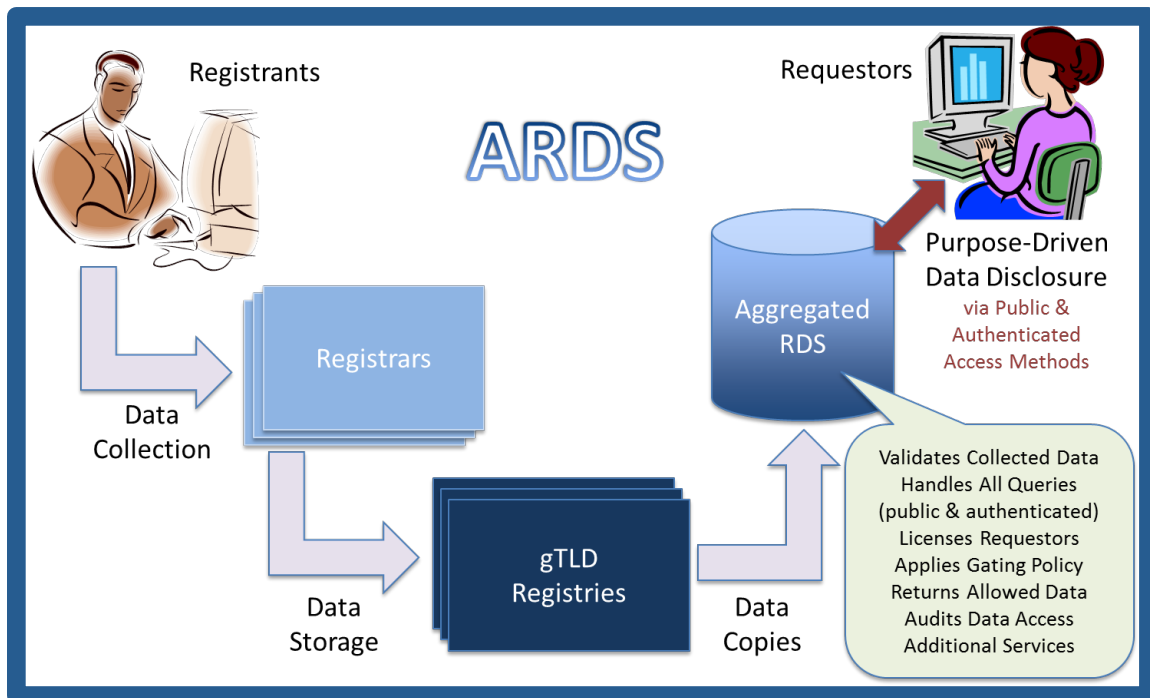 Registrants
Requestors
ARDS
Purpose-Driven
Data Disclosure
via Public &
Authenticated
Access Methods
Aggregated
RDS
Registrars
Data
Collection
Validates Collected Data
Handles All Queries
(public & authenticated)
Licenses Requestors
Applies Gating Policy
Returns Allowed Data
Audits Data Access
Additional Services
gTLD
Registries
Data
Storage
Data
Copies